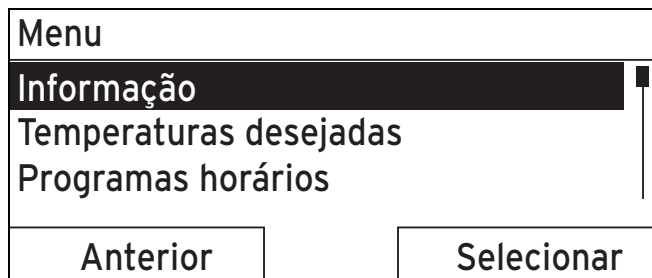 Menu
Informação
Temperaturas desejadas
Programas horários
Anterior
Selecionar